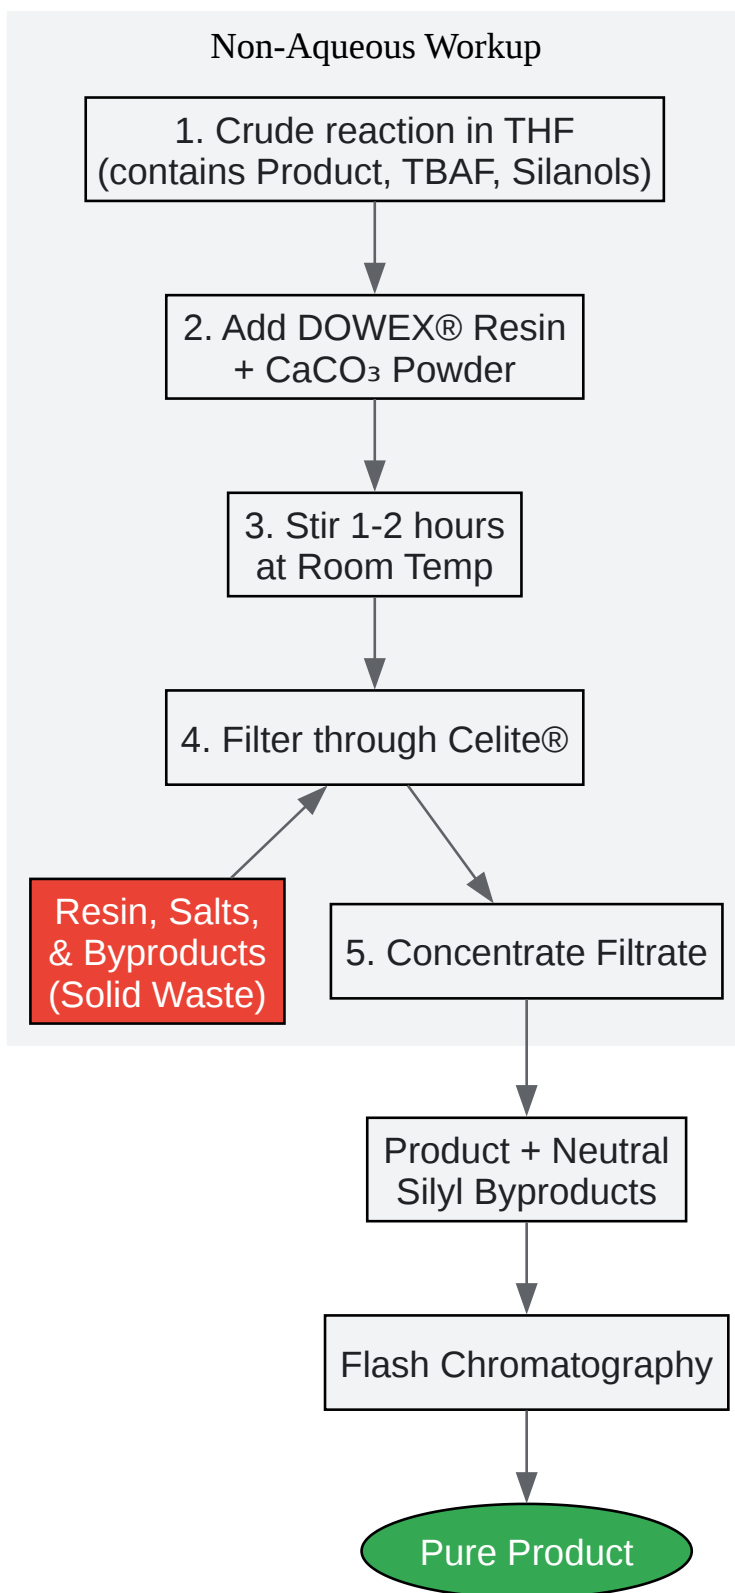 Non-Aqueous Workup
1. Crude reaction in THF
(contains Product, TBAF, Silanols)
2. Add DOWEX® Resin
+ CaCO₃ Powder
3. Stir 1-2 hours
at Room Temp
4. Filter through Celite®
Resin, Salts,
& Byproducts
(Solid Waste)
5. Concentrate Filtrate
Product + Neutral
Silyl Byproducts
Flash Chromatography
Pure Product